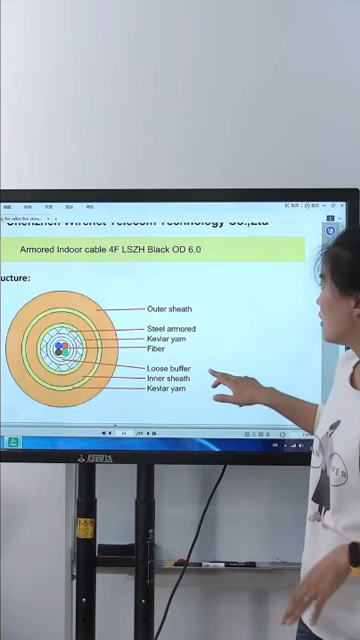 Shenzhen Wirenet Telecom Technology Co.,Ltd
Armored Indoor cable 4F LSZH Black OD 6.0
ucture:
Outer sheath
Steel armored
Kevlar yarn
Fiber
Loose buffer
Inner sheath
Kevlar yarn